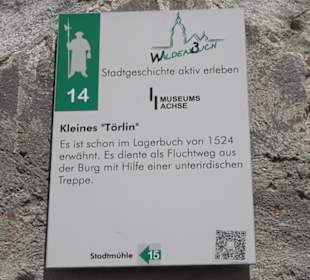 WILDENBUCH
Stadtgeschichte aktiv erleben
14
MUSEUMS
ACHSE
Kleines "Törlin"
Es ist schon im Lagerbuch von 1524
erwähnt. Es diente als Fluchtweg aus
der Burg mit Hilfe einer unterirdischen
Treppe.
Stadtmühle 15